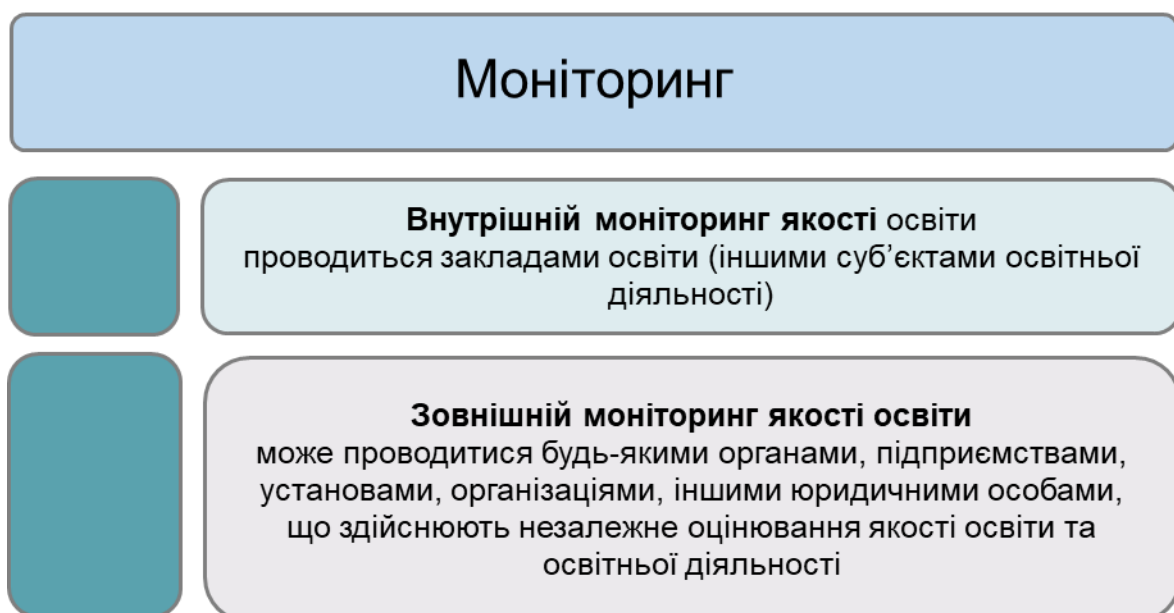 Моніторинг
Внутрішній моніторинг якості освіти
проводиться закладами освіти (іншими суб’єктами освітньої
діяльності)
Зовнішній моніторинг якості освіти
може проводитися будь-якими органами, підприємствами,
установами, організаціями, іншими юридичними особами,
що здійснюють незалежне оцінювання якості освіти та
освітньої діяльності